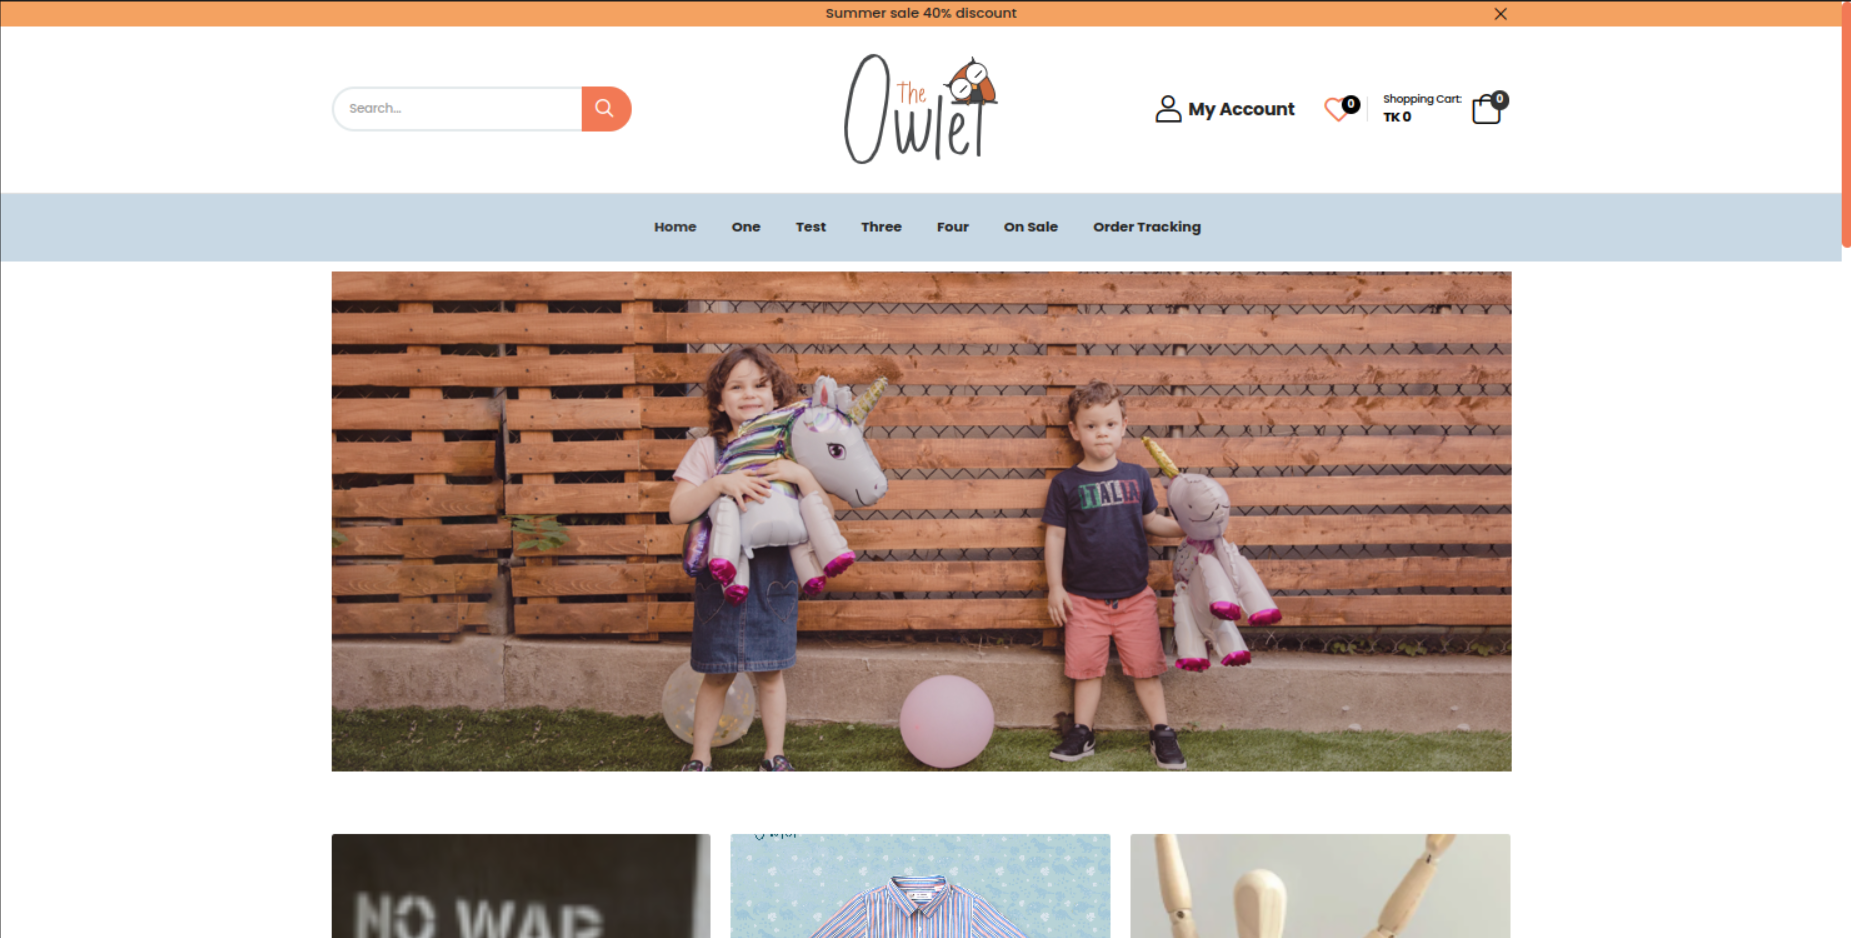 Summer sale 40% discount
Search...
the
Owlet
My Account
0
Shopping Cart:
TK 0
0
Home One Test Three Four On Sale Order Tracking
ITALIA
NO WAR